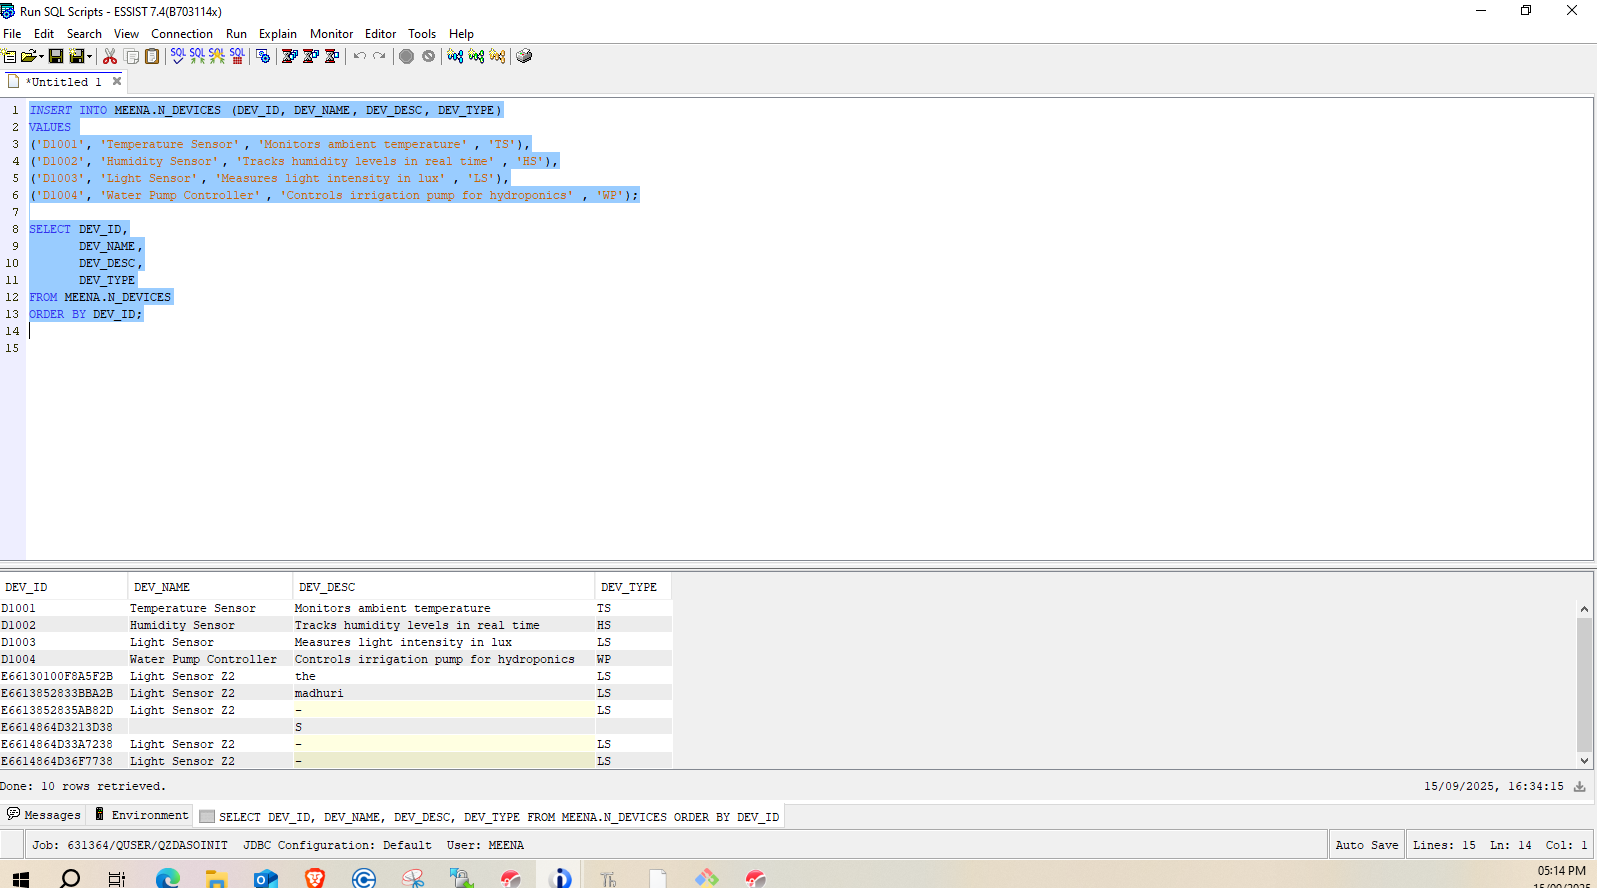 Run SQL Scripts - ESSIST 7.4(B703114x)
File Edit Search View Connection Run Explain Monitor Editor Tools Help
SQL SQL SQL SQL
*Untitled 1
1 INSERT INTO MEENA.N_DEVICES (DEV_ID, DEV_NAME, DEV_DESC, DEV_TYPE)
2 VALUES
3 ('D1001', 'Temperature Sensor', 'Monitors ambient temperature', 'TS'),
4 ('D1002', 'Humidity Sensor', 'Tracks humidity levels in real time', 'HS'),
5 ('D1003', 'Light Sensor', 'Measures light intensity in lux', 'LS'),
6 ('D1004', 'Water Pump Controller', 'Controls irrigation pump for hydroponics', 'WP');
7
8 SELECT DEV_ID,
9 DEV_NAME,
10 DEV_DESC,
11 DEV_TYPE
12 FROM MEENA.N_DEVICES
13 ORDER BY DEV_ID;
14
15
DEV_ID DEV_NAME DEV_DESC DEV_TYPE
D1001 Temperature Sensor Monitors ambient temperature TS
D1002 Humidity Sensor Tracks humidity levels in real time HS
D1003 Light Sensor Measures light intensity in lux LS
D1004 Water Pump Controller Controls irrigation pump for hydroponics WP
E66130100F8A5F2B Light Sensor Z2 the LS
E6613852833BBA2B Light Sensor Z2 madhuri LS
E6613852835AB82D Light Sensor Z2 - LS
E6614864D3213D38 S
E6614864D33A7238 Light Sensor Z2 - LS
E6614864D36F7738 Light Sensor Z2 - LS
Done: 10 rows retrieved. 15/09/2025, 16:34:15
Messages Environment SELECT DEV_ID, DEV_NAME, DEV_DESC, DEV_TYPE FROM MEENA.N_DEVICES ORDER BY DEV_ID
Job: 631364/QUSER/QZDASOINIT JDBC Configuration: Default User: MEENA Auto Save Lines: 15 Ln: 14 Col: 1
05:14 PM
15/09/2025